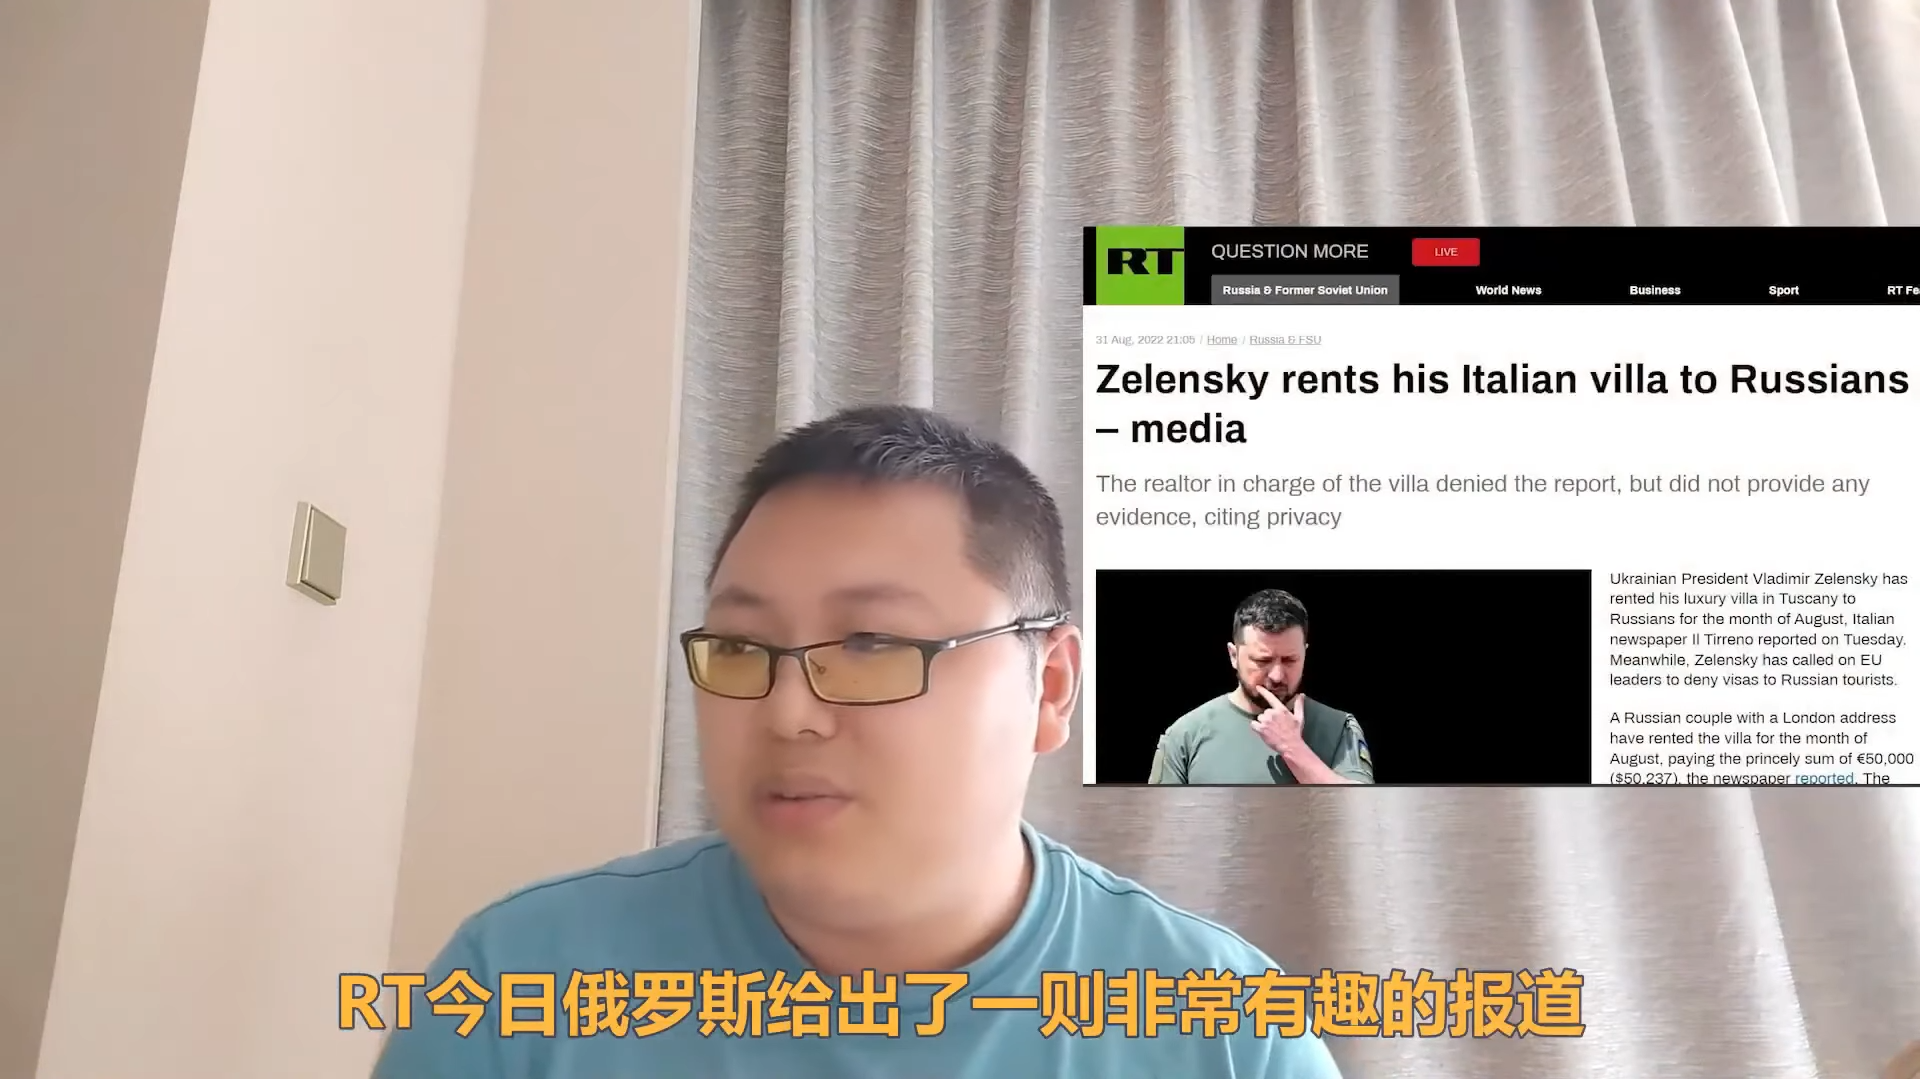 RT
QUESTION MORE
LIVE
Russia & Former Soviet Union
World News
Business
Sport
RT Fe
31 Aug, 2022 21:05 / Home / Russia & FSU
Zelensky rents his Italian villa to Russians
– media
The realtor in charge of the villa denied the report, but did not provide any
evidence, citing privacy
Ukrainian President Vladimir Zelensky has
rented his luxury villa in Tuscany to
Russians for the month of August, Italian
newspaper Il Tirreno reported on Tuesday.
Meanwhile, Zelensky has called on EU
leaders to deny visas to Russian tourists.
A Russian couple with a London address
have rented the villa for the month of
August, paying the princely sum of €50,000
($50,237), the newspaper reported. The
RT今日俄罗斯给出了一则非常有趣的报道